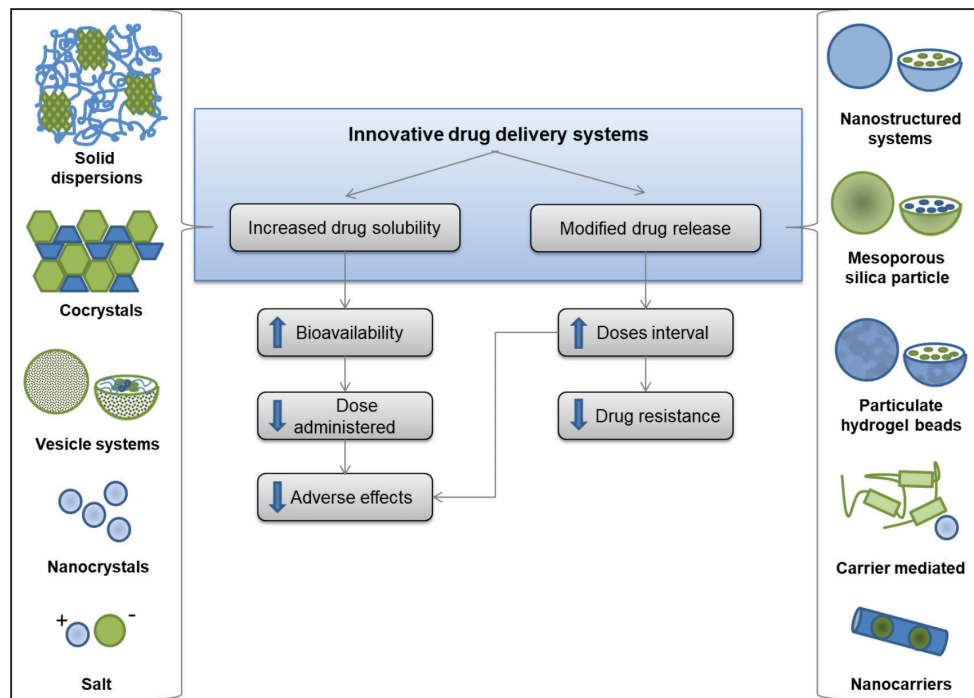 Solid
dispersions
Cocrystals
Vesicle systems
Nanocrystals
+ -
Salt
Innovative drug delivery systems
Increased drug solubility
Modified drug release
Bioavailability
Doses interval
Dose
administered
Drug resistance
Adverse effects
Nanostructured
systems
Mesoporous
silica particle
Particulate
hydrogel beads
Carrier mediated
Nanocarriers